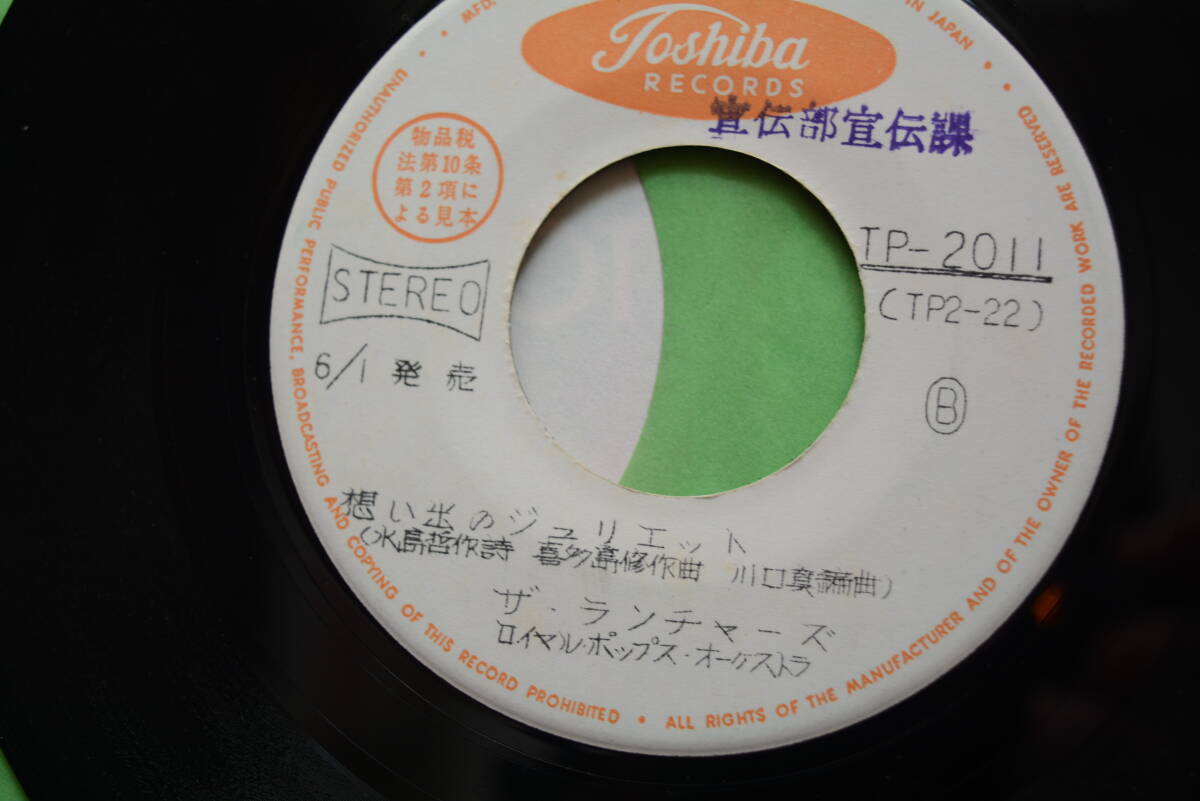 Toshiba
RECORDS
宣伝部宣伝課
物品税
法第10条
第2項に
よる見本
STEREO
6/1 発売
TP-2011
(TP2-22)
B
想い出のジュリエット
(水島哲作詩 喜多嶋修作曲 川口真編曲)
ザ・ランチャーズ
ロイヤル・ポップス・オーケストラ
MFD.
IN JAPAN
UNAUTHORIZED PUBLIC PERFORMANCE, BROADCASTING AND COPYING OF THIS RECORD PROHIBITED • ALL RIGHTS OF THE MANUFACTURER AND OF THE OWNER OF THE RECORDED WORK ARE RESERVED